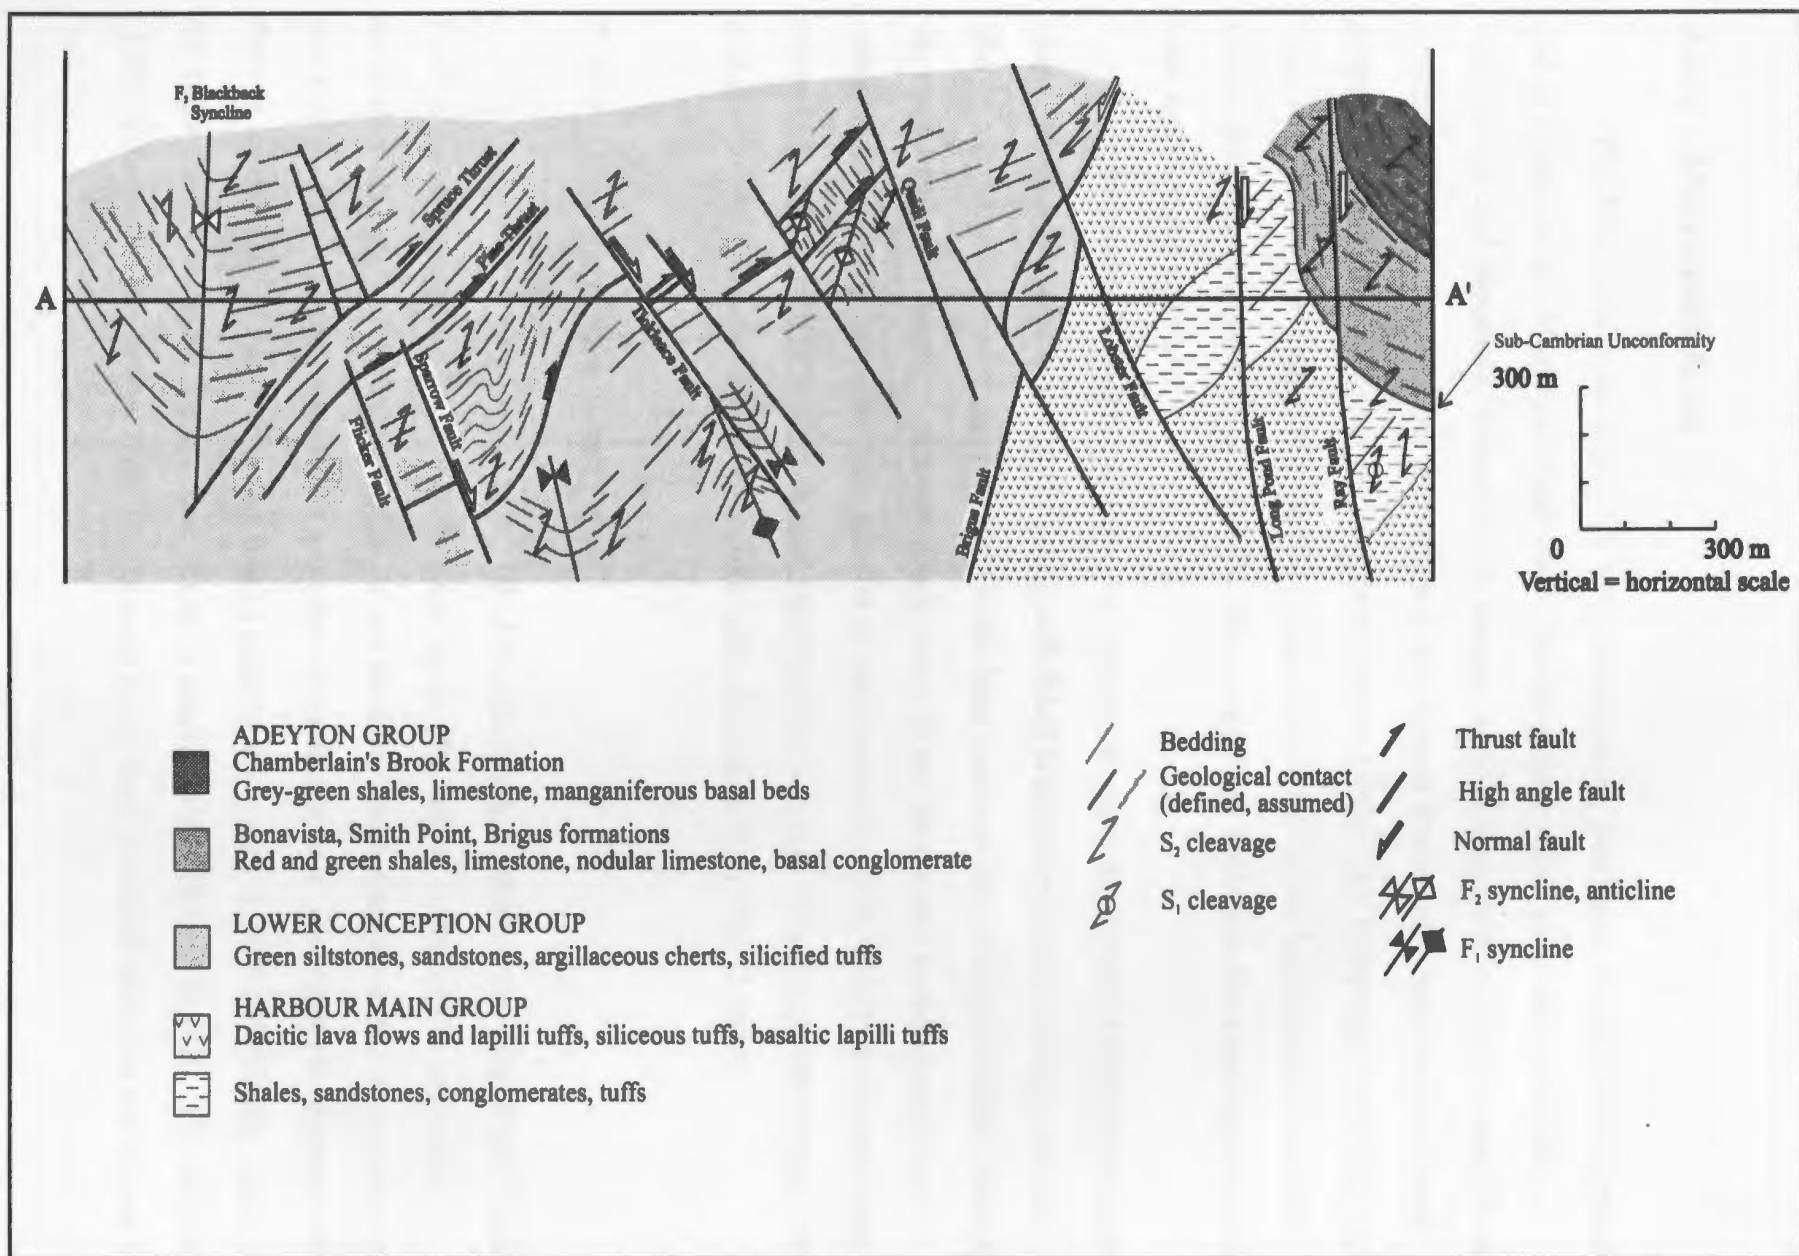 F₃ Blackback
Syncline
Spruce Thrust
Thrust
Flicker Fault
Sparrow Fault
Tickleace Fault
Quidi Fault
Brigus Fault
Lobster Fault
Long Pond Fault
Ray Fault
A
A'
Sub-Cambrian Unconformity
300 m
0
300 m
Vertical = horizontal scale
ADEYTON GROUP
Chamberlain's Brook Formation
Grey-green shales, limestone, manganiferous basal beds
Bonavista, Smith Point, Brigus formations
Red and green shales, limestone, nodular limestone, basal conglomerate
LOWER CONCEPTION GROUP
Green siltstones, sandstones, argillaceous cherts, silicified tuffs
HARBOUR MAIN GROUP
Dacitic lava flows and lapilli tuffs, siliceous tuffs, basaltic lapilli tuffs
Shales, sandstones, conglomerates, tuffs
Bedding
Geological contact
(defined, assumed)
S₂ cleavage
S₁ cleavage
Thrust fault
High angle fault
Normal fault
F₂ syncline, anticline
F₁ syncline